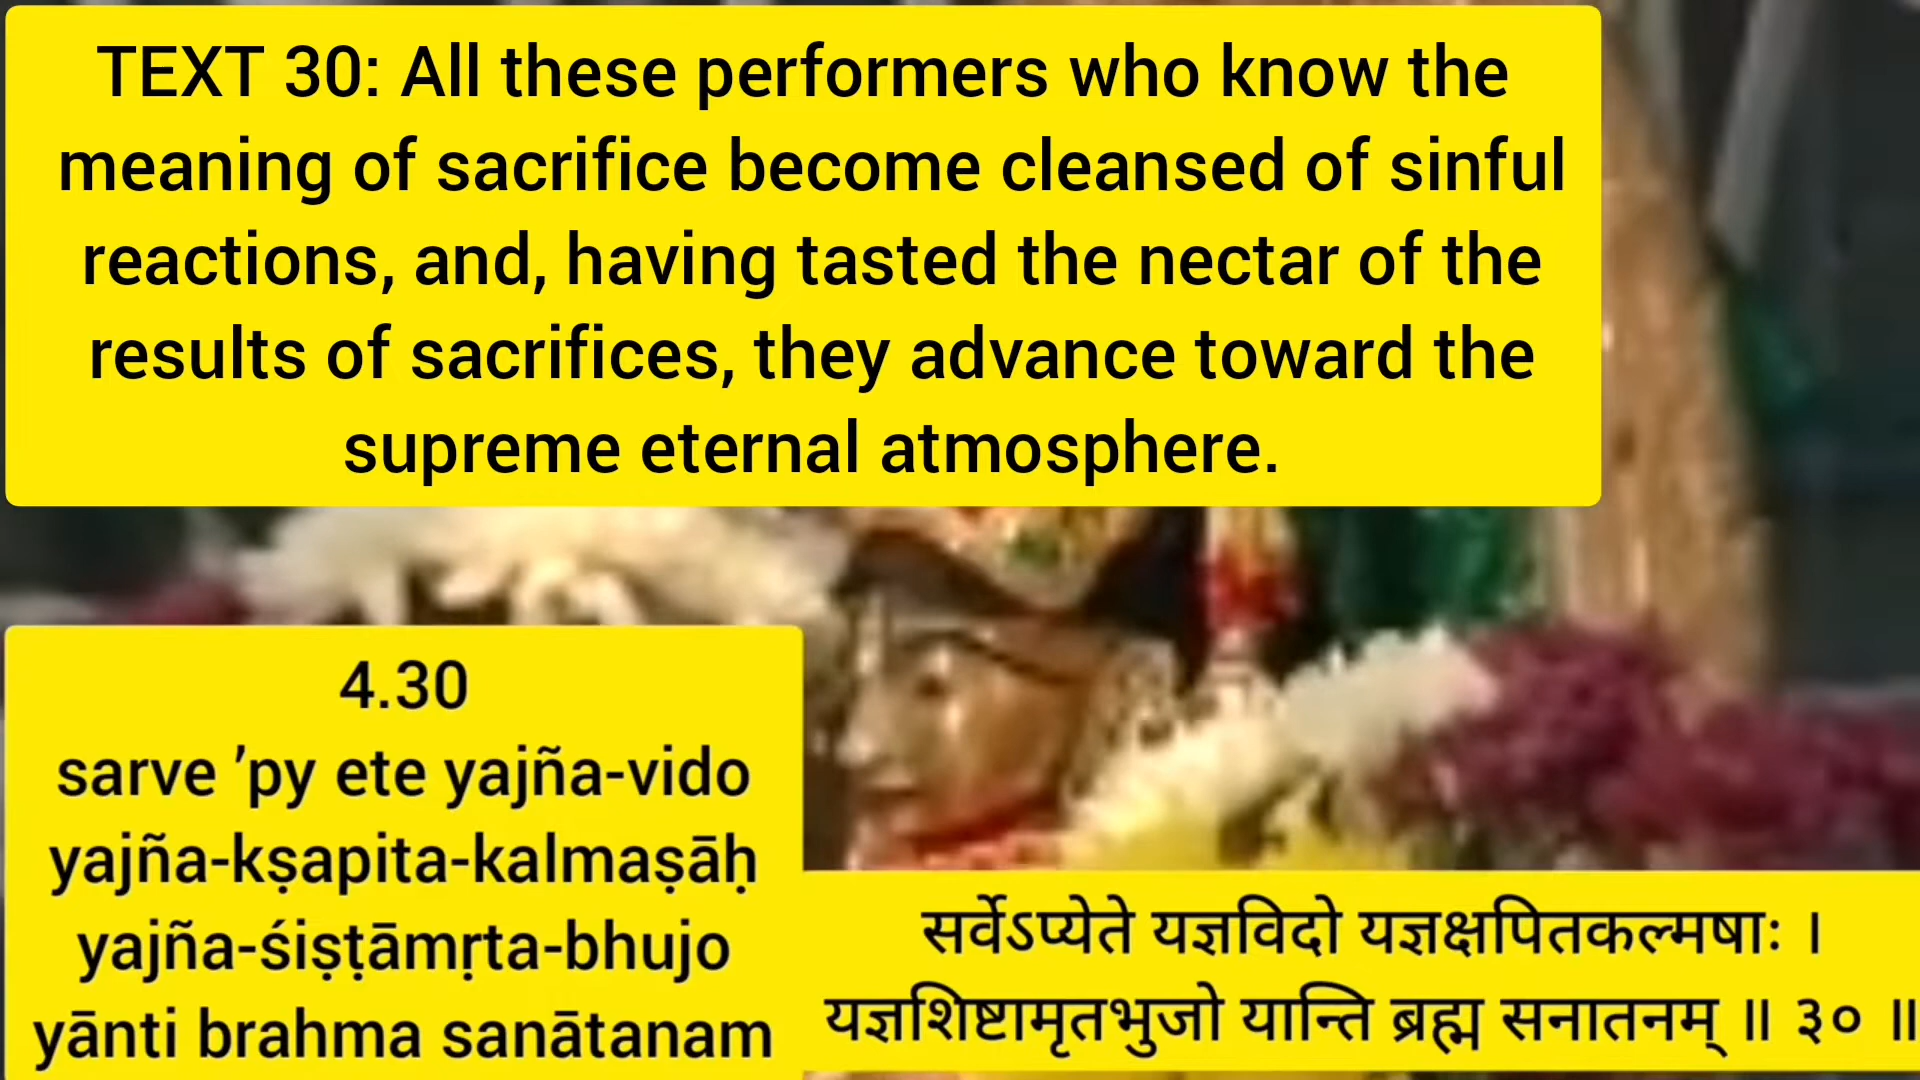 TEXT 30: All these performers who know the
meaning of sacrifice become cleansed of sinful
reactions, and, having tasted the nectar of the
results of sacrifices, they advance toward the
supreme eternal atmosphere.
4.30
sarve ’py ete yajña-vido
yajña-kṣapita-kalmaṣāḥ
yajña-śiṣṭāmṛta-bhujo
yānti brahma sanātanam
सर्वेऽप्येते यज्ञविदो यज्ञक्षपितकल्मषाः ।
यज्ञशिष्टामृतभुजो यान्ति ब्रह्म सनातनम् ॥ ३० ॥